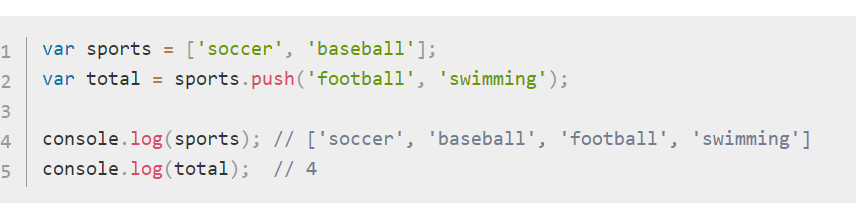 1 var sports = ['soccer', 'baseball'];
2 var total = sports.push('football', 'swimming');
3
4 console.log(sports); // ['soccer', 'baseball', 'football', 'swimming']
5 console.log(total);  // 4